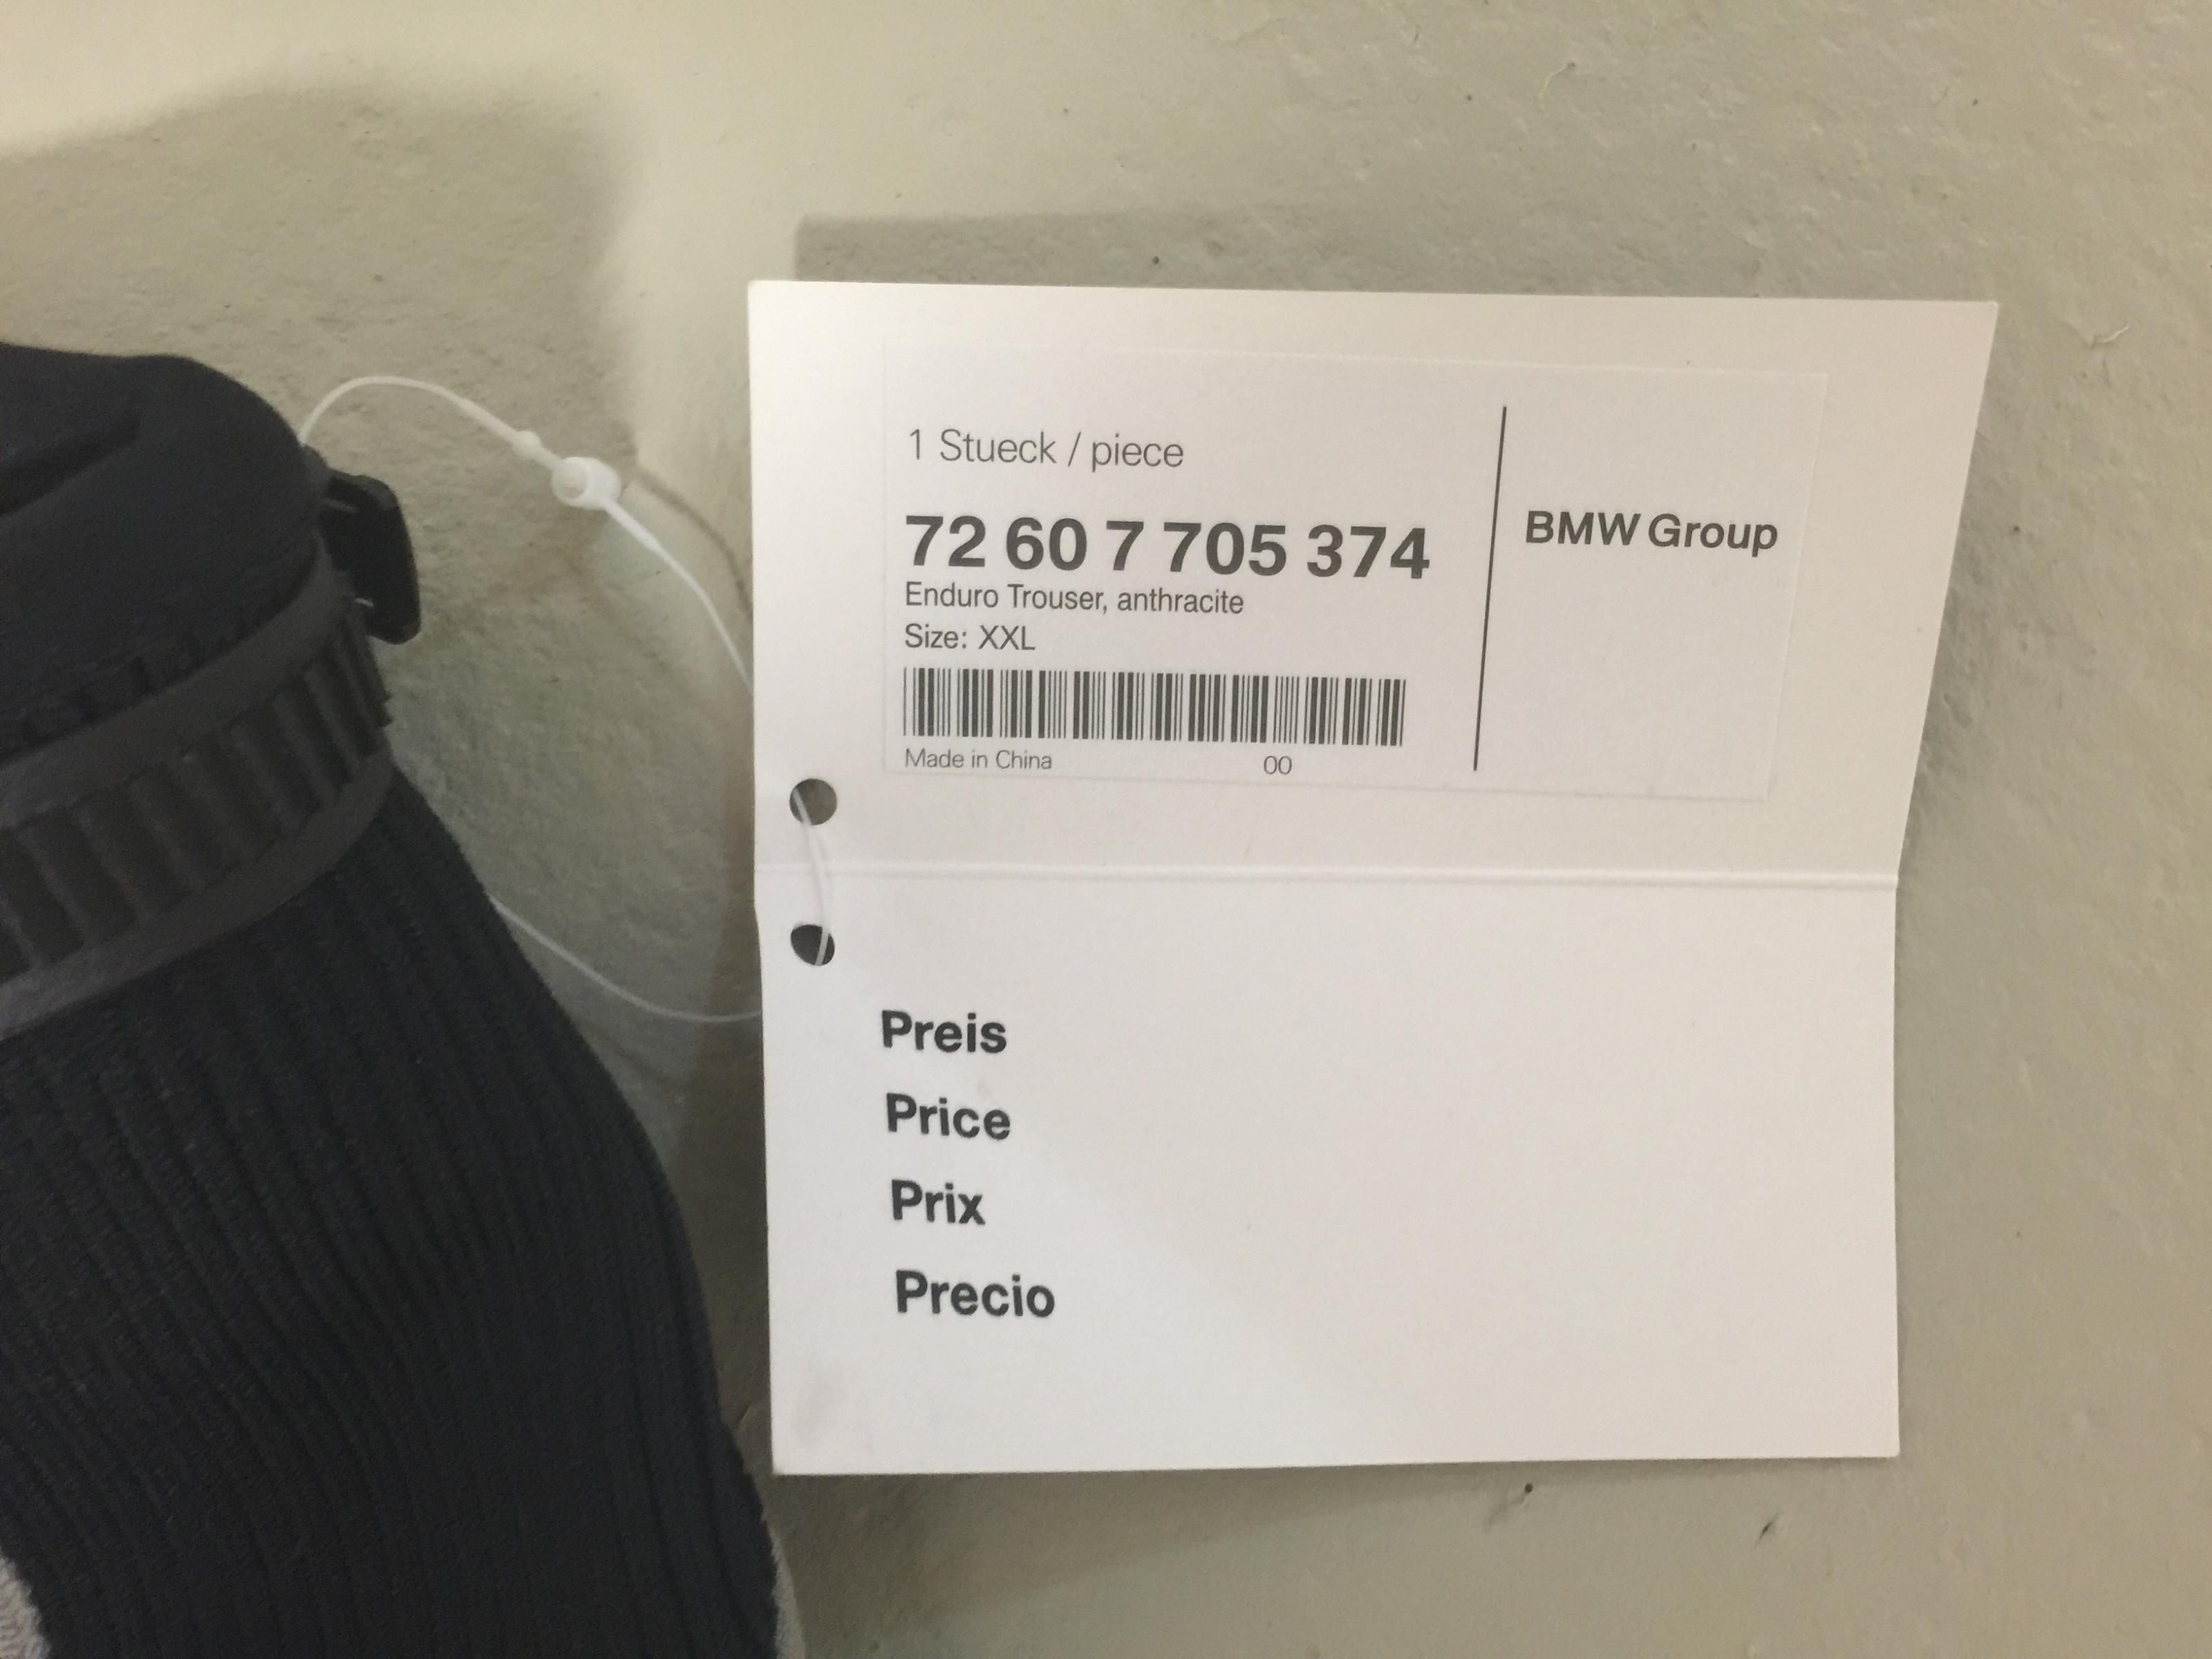 1 Stueck / piece
72 60 7 705 374
Enduro Trouser, anthracite
Size: XXL
Made in China 00
BMW Group
Preis
Price
Prix
Precio